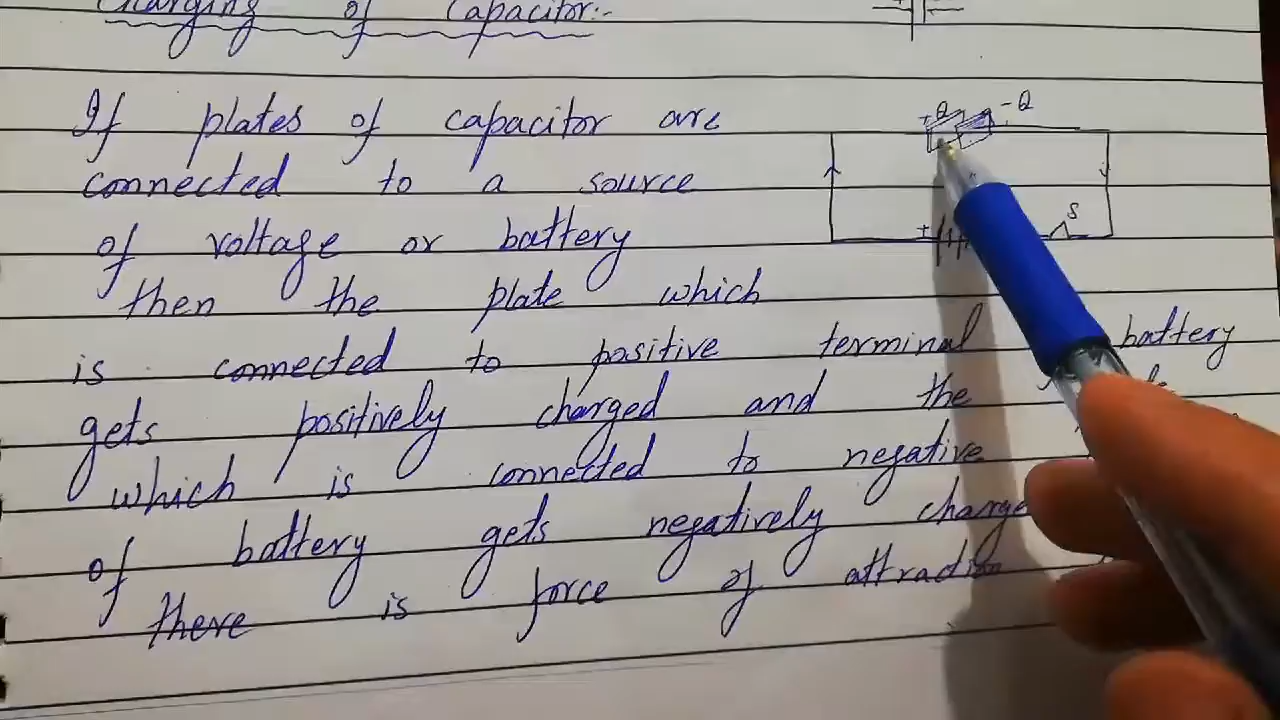 Charging of Capacitor:-
If plates of capacitor are
connected to a source
of voltage or battery
then the plate which
is connected to positive terminal battery
gets positively charged and the
which is connected to negative
of battery gets negatively charge
there is force of attraction
+Q -Q
S
+